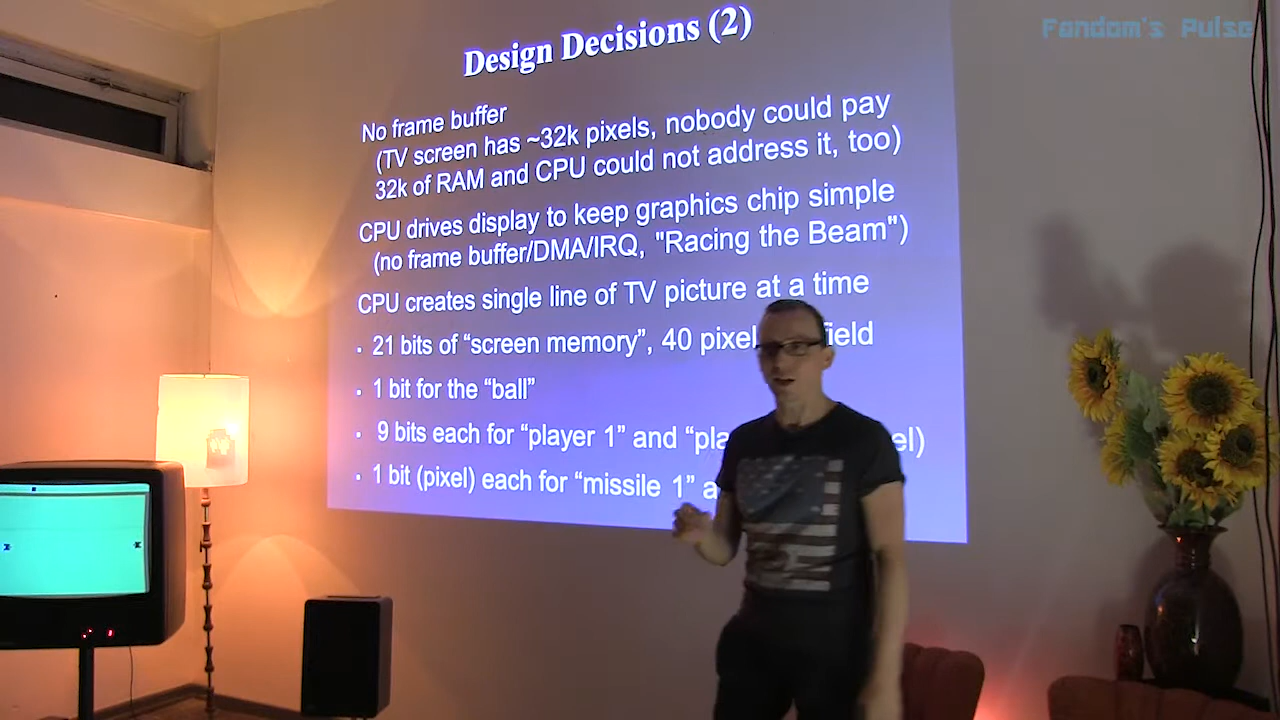 Fandom's Pulse
Design Decisions (2)
No frame buffer
(TV screen has ~32k pixels, nobody could pay
32k of RAM and CPU could not address it, too)
CPU drives display to keep graphics chip simple
(no frame buffer/DMA/IRQ, "Racing the Beam")
CPU creates single line of TV picture at a time
· 21 bits of “screen memory”, 40 pixel field
· 1 bit for the “ball”
· 9 bits each for “player 1” and
· 1 bit (pixel) each for “missile 1”